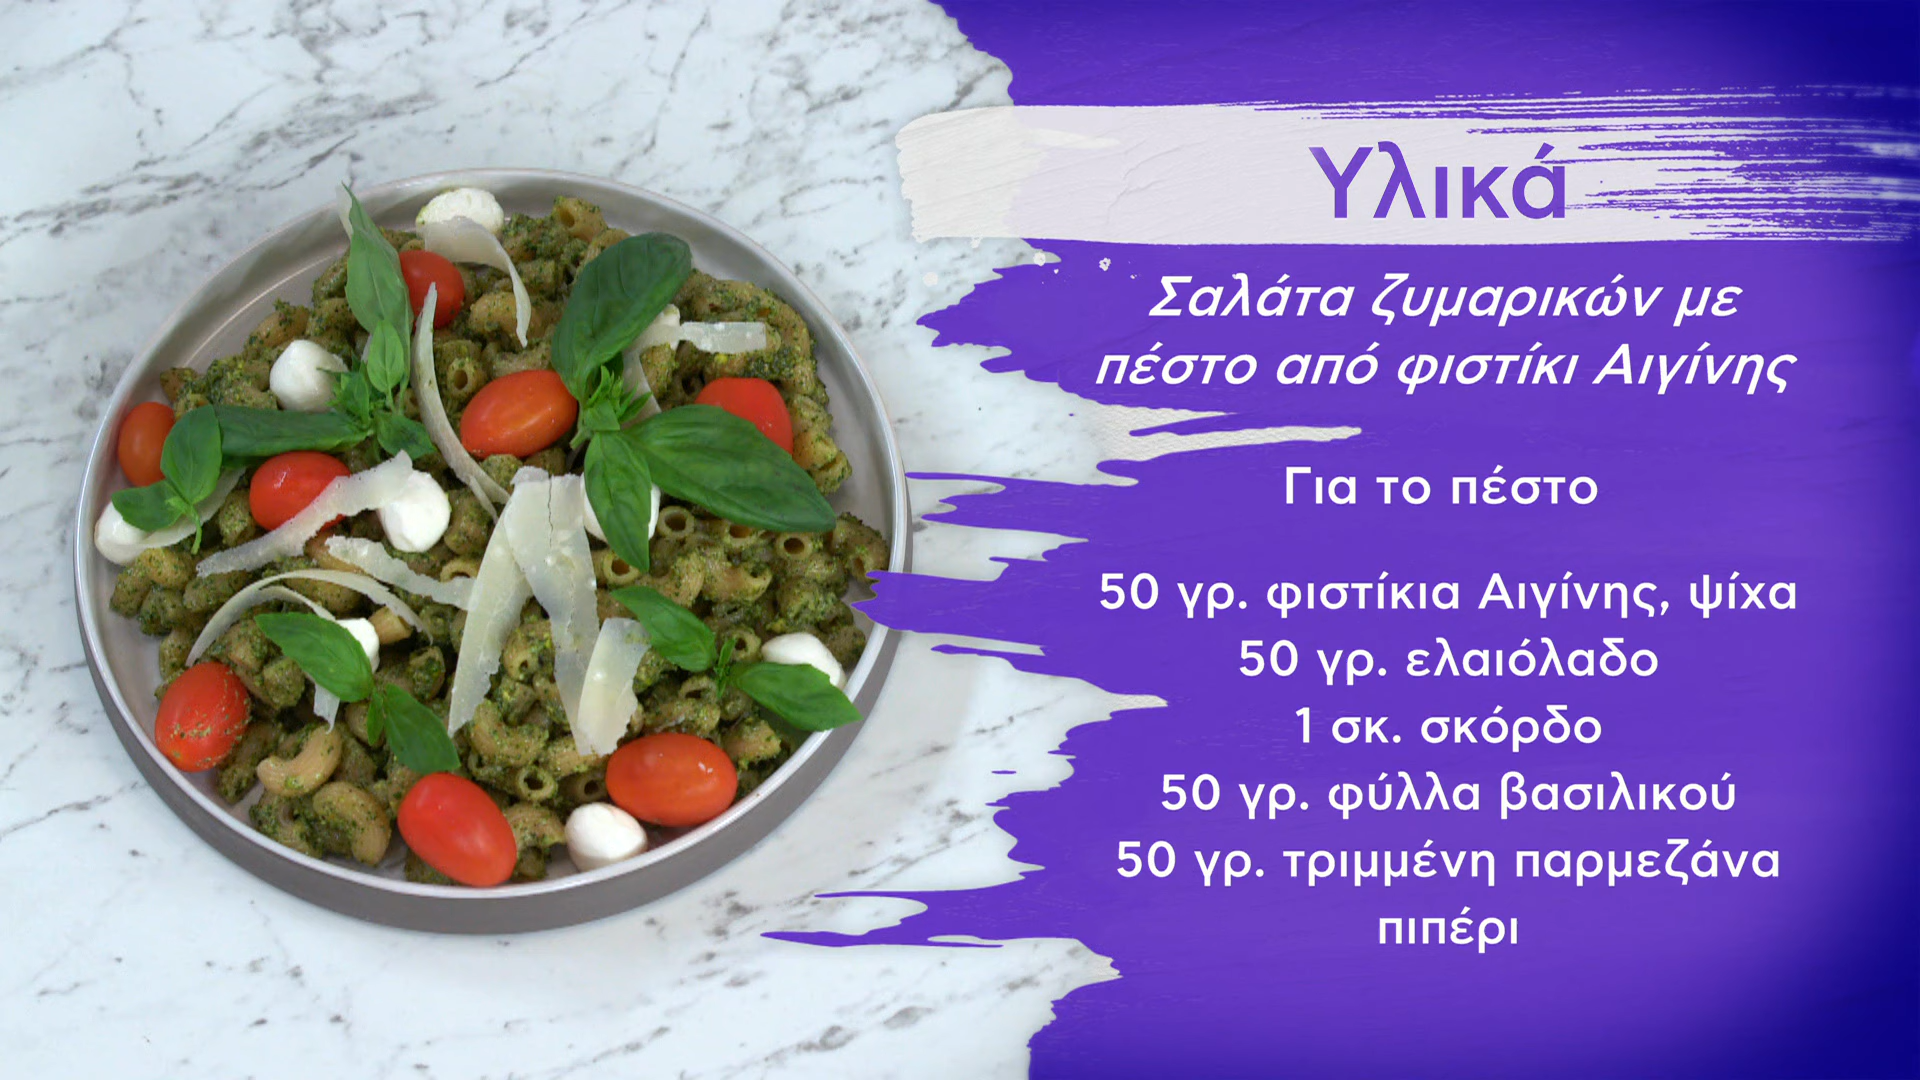 Υλικά
Σαλάτα ζυμαρικών με
πέστο από φιστίκι Αιγίνης
Για το πέστο
50 γρ. φιστίκια Αιγίνης, ψίχα
50 γρ. ελαιόλαδο
1 σκ. σκόρδο
50 γρ. φύλλα βασιλικού
50 γρ. τριμμένη παρμεζάνα
πιπέρι